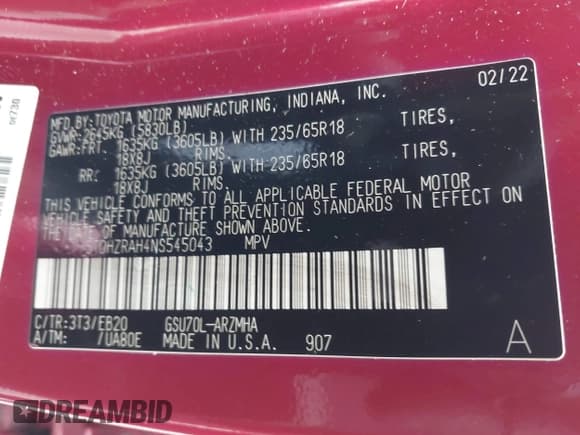 02/22
MFD BY:TOYOTA MOTOR MANUFACTURING, INDIANA, INC.
GVWR:2645KG (5830LB)
GAWR:FRT. 1635KG (3605LB) WITH 235/65R18 TIRES,
18X8J RIMS.
RR: 1635KG (3605LB) WITH 235/65R18 TIRES,
18X8J RIMS.
THIS VEHICLE CONFORMS TO ALL APPLICABLE FEDERAL MOTOR
VEHICLE SAFETY AND THEFT PREVENTION STANDARDS IN EFFECT ON
THE DATE OF MANUFACTURE SHOWN ABOVE.
DHZRAH4NS545043 MPV
C/TR:3T3/EB20 GSU70L-ARZMHA
A/TM: /UA80E MADE IN U.S.A. 907
A
DREAMBID